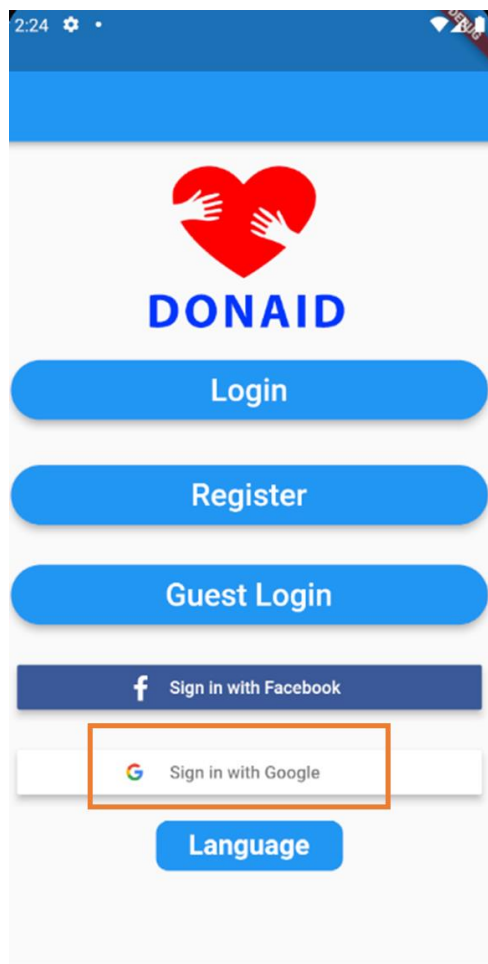 2:24
DEBUG
DONAID
Login
Register
Guest Login
f Sign in with Facebook
G Sign in with Google
Language